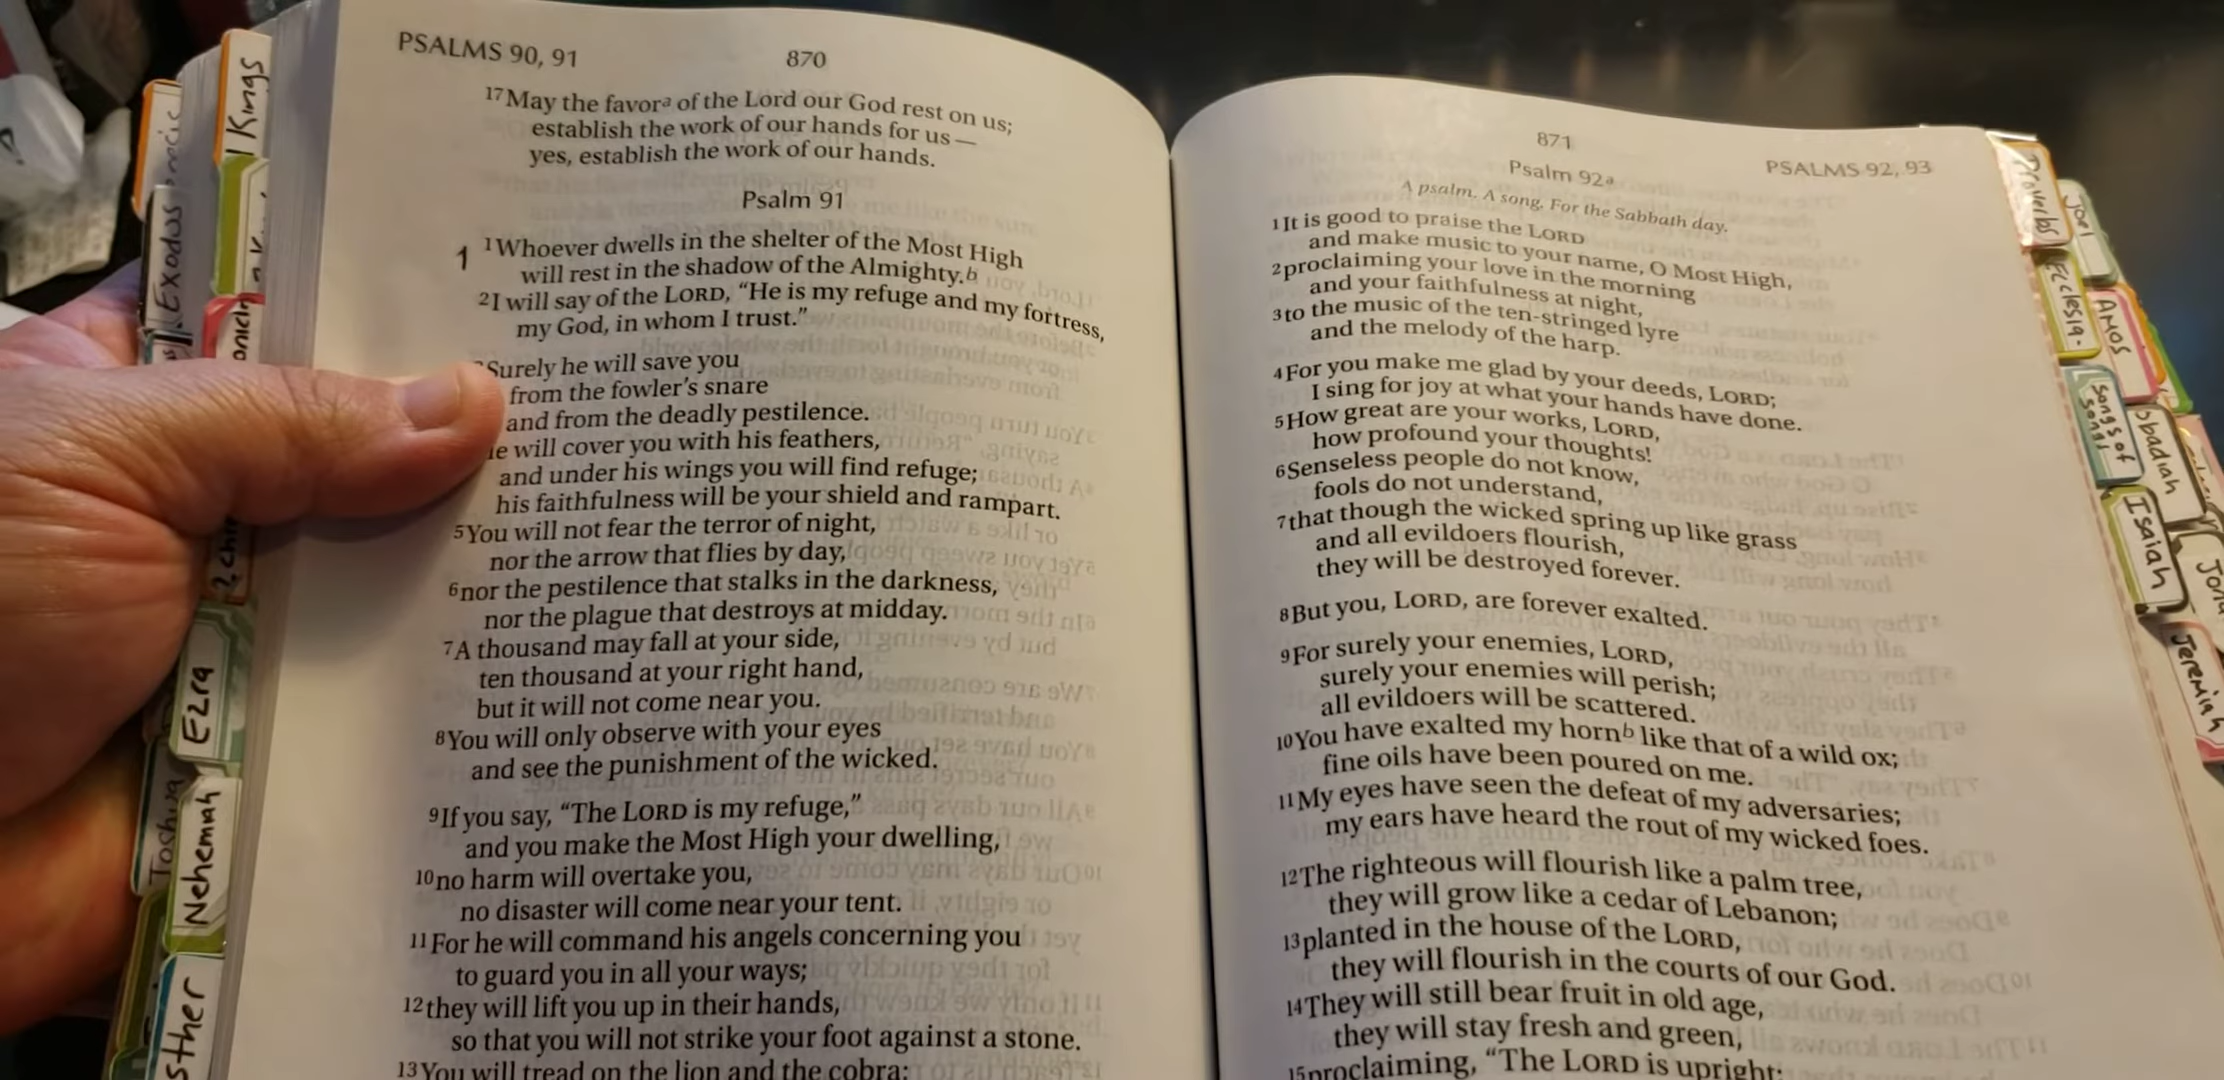 PSALMS 90, 91
870
17May the favora of the Lord our God rest on us;
establish the work of our hands for us —
yes, establish the work of our hands.
Psalm 91
1
1Whoever dwells in the shelter of the Most High
will rest in the shadow of the Almighty.b
2I will say of the LORD, “He is my refuge and my fortress,
my God, in whom I trust.”
Surely he will save you
from the fowler’s snare
and from the deadly pestilence.
will cover you with his feathers,
and under his wings you will find refuge;
his faithfulness will be your shield and rampart.
5You will not fear the terror of night,
nor the arrow that flies by day,
6nor the pestilence that stalks in the darkness,
nor the plague that destroys at midday.
7A thousand may fall at your side,
ten thousand at your right hand,
but it will not come near you.
8You will only observe with your eyes
and see the punishment of the wicked.
9If you say, “The LORD is my refuge,”
and you make the Most High your dwelling,
10no harm will overtake you,
no disaster will come near your tent.
11For he will command his angels concerning you
to guard you in all your ways;
12they will lift you up in their hands,
so that you will not strike your foot against a stone.
13You will tread on the lion and the cobra;
871
PSALMS 92, 93
Psalm 92a
A psalm. A song. For the Sabbath day.
1It is good to praise the LORD
and make music to your name, O Most High,
2proclaiming your love in the morning
and your faithfulness at night,
3to the music of the ten-stringed lyre
and the melody of the harp.
4For you make me glad by your deeds, LORD;
I sing for joy at what your hands have done.
5How great are your works, LORD,
how profound your thoughts!
6Senseless people do not know,
fools do not understand,
7that though the wicked spring up like grass
and all evildoers flourish,
they will be destroyed forever.
8But you, LORD, are forever exalted.
9For surely your enemies, LORD,
surely your enemies will perish;
all evildoers will be scattered.
10You have exalted my hornb like that of a wild ox;
fine oils have been poured on me.
11My eyes have seen the defeat of my adversaries;
my ears have heard the rout of my wicked foes.
12The righteous will flourish like a palm tree,
they will grow like a cedar of Lebanon;
13planted in the house of the LORD,
they will flourish in the courts of our God.
14They will still bear fruit in old age,
they will stay fresh and green,
15proclaiming, “The LORD is upright;
1 Kings
Exodus
Ezra
Joshua
Nehemah
sther
Proverbs
Joel
Ecclesia-
Amos
Songs of
Songs
Obadiah
Isaiah
Jona
Jeremiah